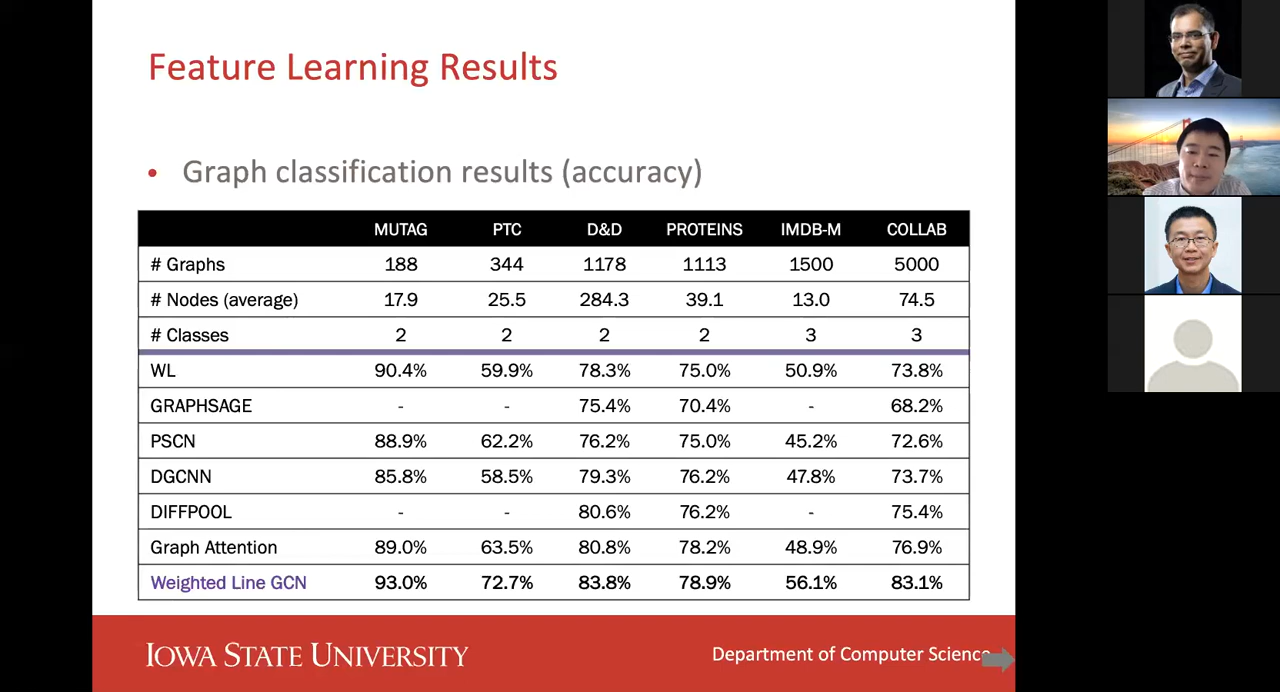 Feature Learning Results
• Graph classification results (accuracy)
MUTAG PTC D&D PROTEINS IMDB-M COLLAB
# Graphs 188 344 1178 1113 1500 5000
# Nodes (average) 17.9 25.5 284.3 39.1 13.0 74.5
# Classes 2 2 2 2 3 3
WL 90.4% 59.9% 78.3% 75.0% 50.9% 73.8%
GRAPHSAGE - - 75.4% 70.4% - 68.2%
PSCN 88.9% 62.2% 76.2% 75.0% 45.2% 72.6%
DGCNN 85.8% 58.5% 79.3% 76.2% 47.8% 73.7%
DIFFPOOL - - 80.6% 76.2% - 75.4%
Graph Attention 89.0% 63.5% 80.8% 78.2% 48.9% 76.9%
Weighted Line GCN 93.0% 72.7% 83.8% 78.9% 56.1% 83.1%
IOWA STATE UNIVERSITY
Department of Computer Science